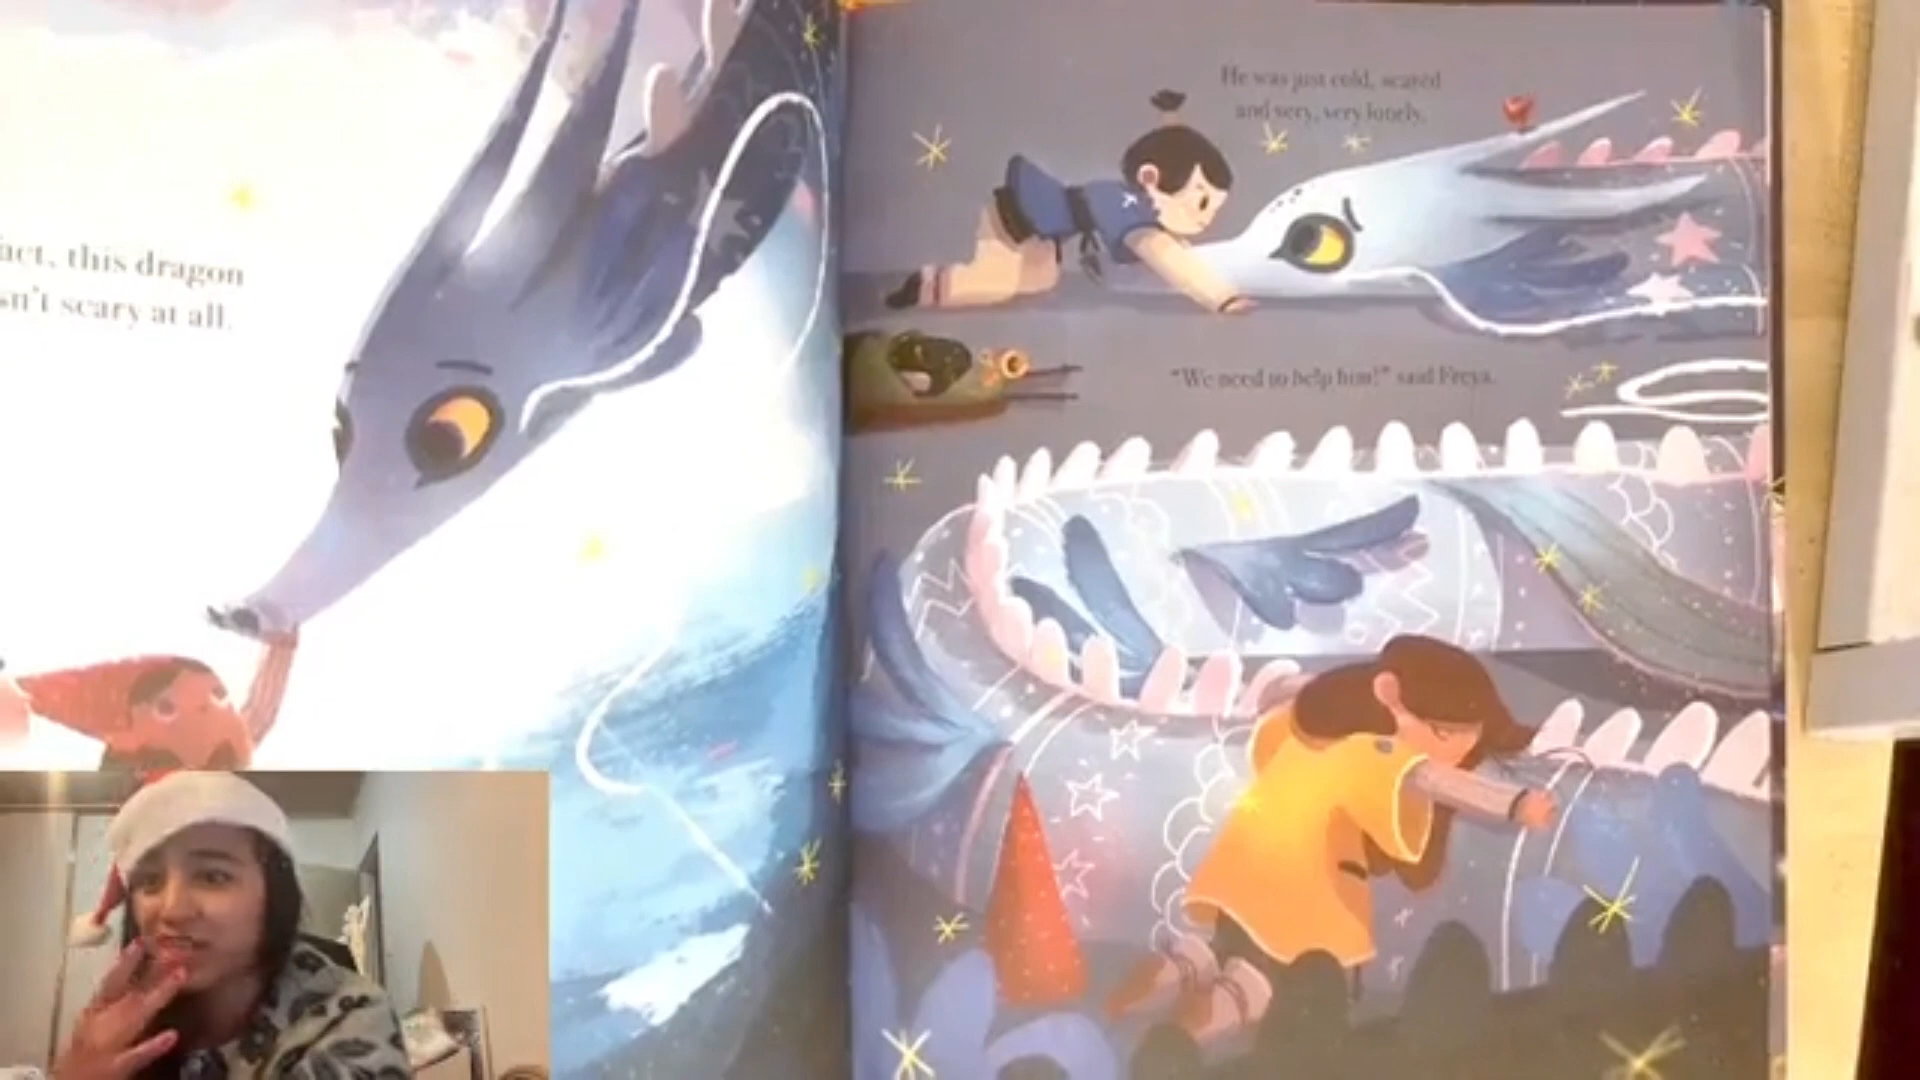 act, this dragon
sn't scary at all.
He was just cold, scared
and very, very lonely.
"We need to help him!" said Freya.